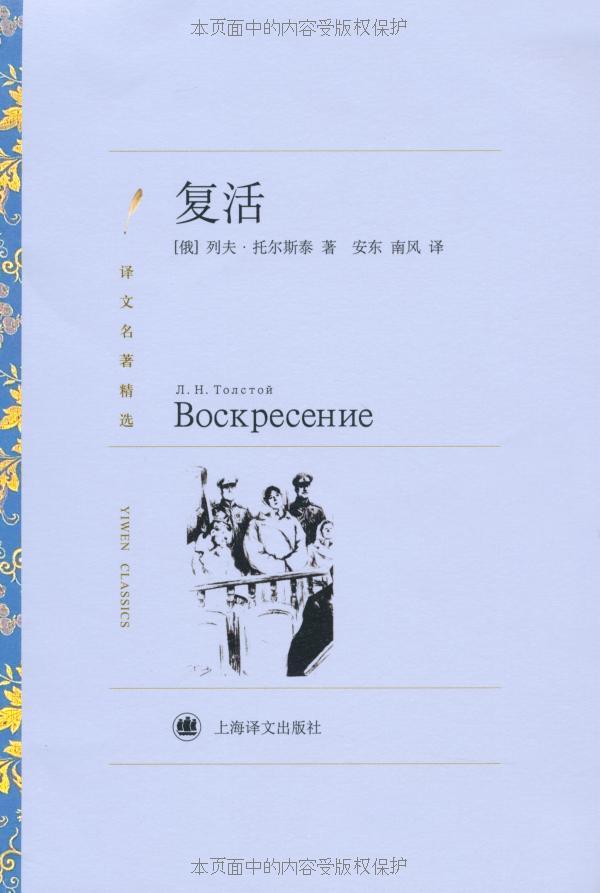 本页面中的内容受版权保护
复活
[俄] 列夫·托尔斯泰 著 安东 南风 译
译文名著精选
Л. Н. Толстой
Воскресение
YIWEN CLASSICS
上海译文出版社
本页面中的内容受版权保护